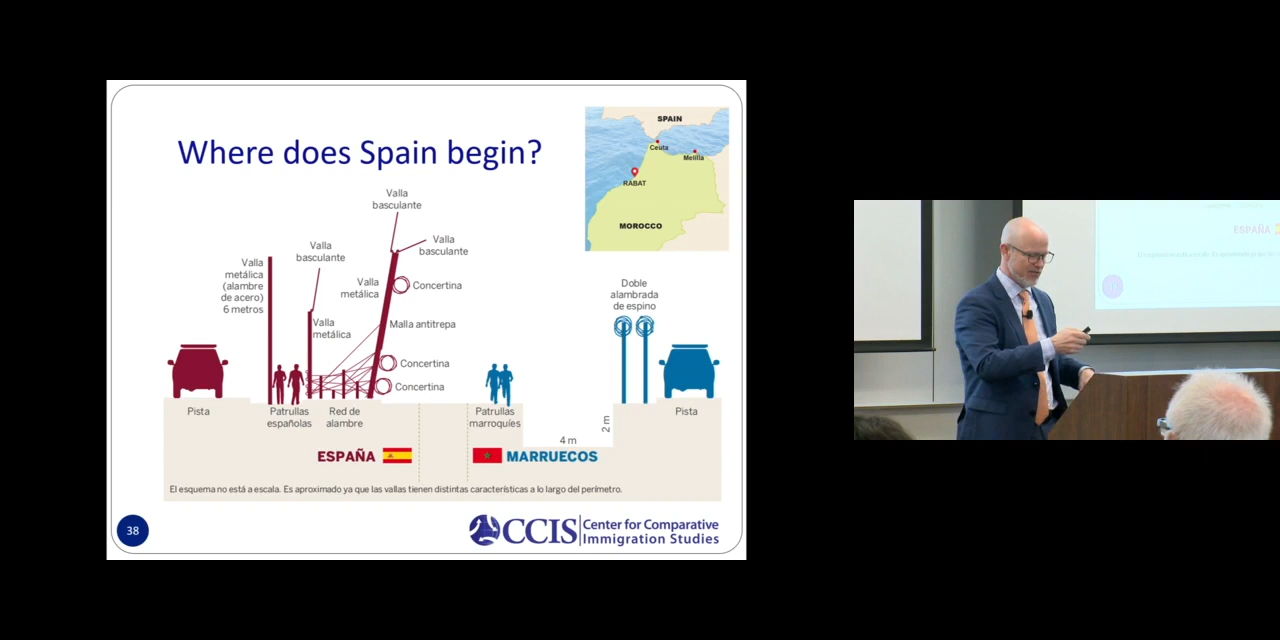 Where does Spain begin?
SPAIN
Ceuta
Melilla
RABAT
MOROCCO
Valla
basculante
Valla
basculante
Valla
basculante
Valla
metálica
(alambre
de acero)
6 metros
Valla
metálica
Concertina
Doble
alambrada
de espino
Valla
metálica
Malla antitrepa
Concertina
Concertina
Pista
Patrullas
españolas
Red de
alambre
Patrullas
marroquíes
2 m
4 m
Pista
ESPAÑA
MARRUECOS
El esquema no está a escala. Es aproximado ya que las vallas tienen distintas características a lo largo del perímetro.
38
CCIS
Center for Comparative
Immigration Studies
ESPAÑA